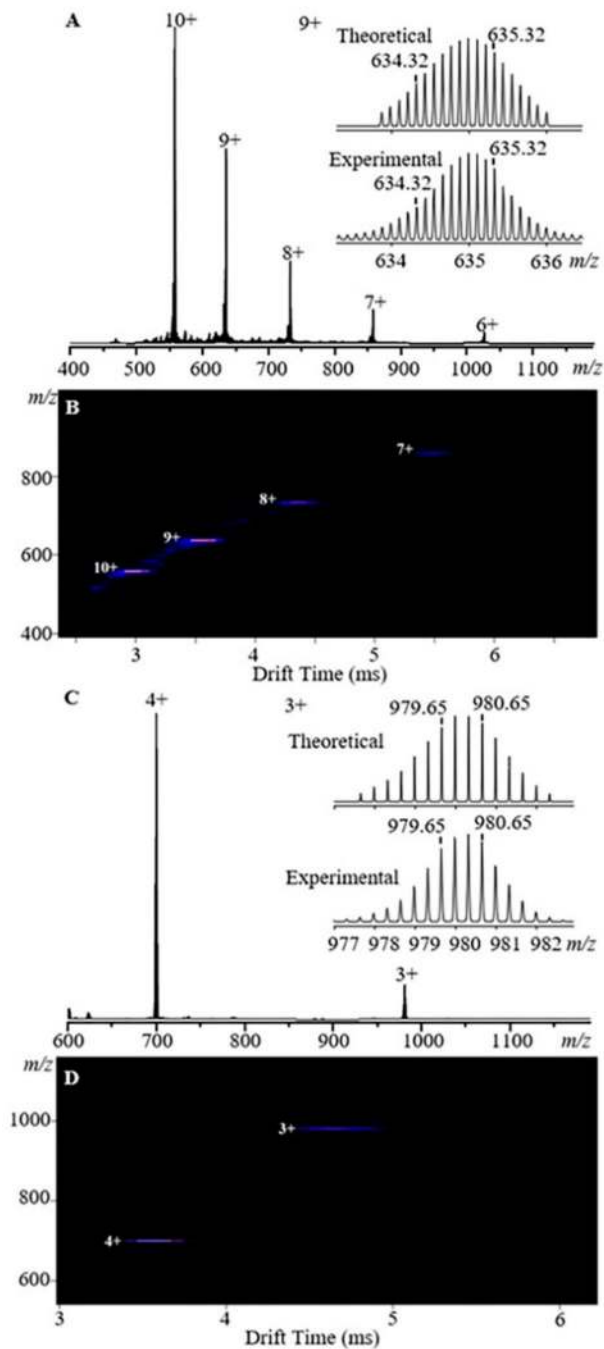 A
10+
9+
9+
8+
7+
6+
Theoretical
634.32
635.32
Experimental
634.32
635.32
634 635 636 m/z
400 500 600 700 800 900 1000 1100 m/z
m/z
B
800
600
400
7+
8+
9+
10+
3 4 5 6
Drift Time (ms)
C
4+
3+
3+
979.65 980.65
Theoretical
979.65 980.65
Experimental
977 978 979 980 981 982 m/z
600 700 800 900 1000 1100 m/z
m/z
D
1000
800
600
3+
4+
3 4 5 6
Drift Time (ms)